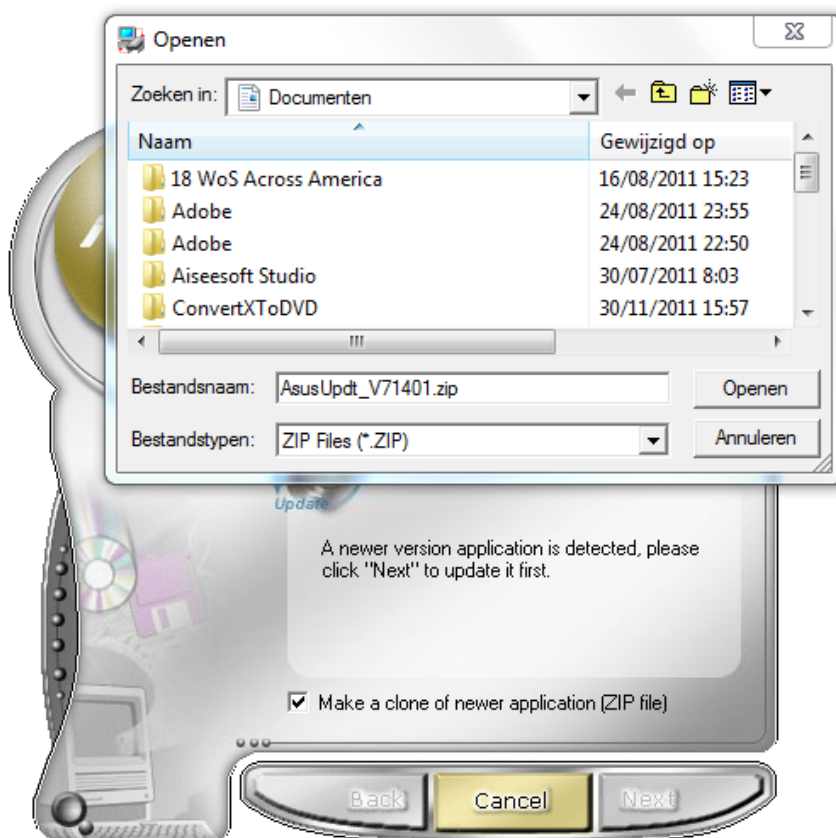 Openen
Zoeken in: Documenten
Naam Gewijzigd op
18 WoS Across America 16/08/2011 15:23
Adobe 24/08/2011 23:55
Adobe 24/08/2011 22:50
Aiseesoft Studio 30/07/2011 8:03
ConvertXToDVD 30/11/2011 15:57
Bestandsnaam: AsusUpdt_V71401.zip Openen
Bestandstypen: ZIP Files (*.ZIP) Annuleren
Update
A newer version application is detected, please
click "Next" to update it first.
Make a clone of newer application (ZIP file)
Back Cancel Next